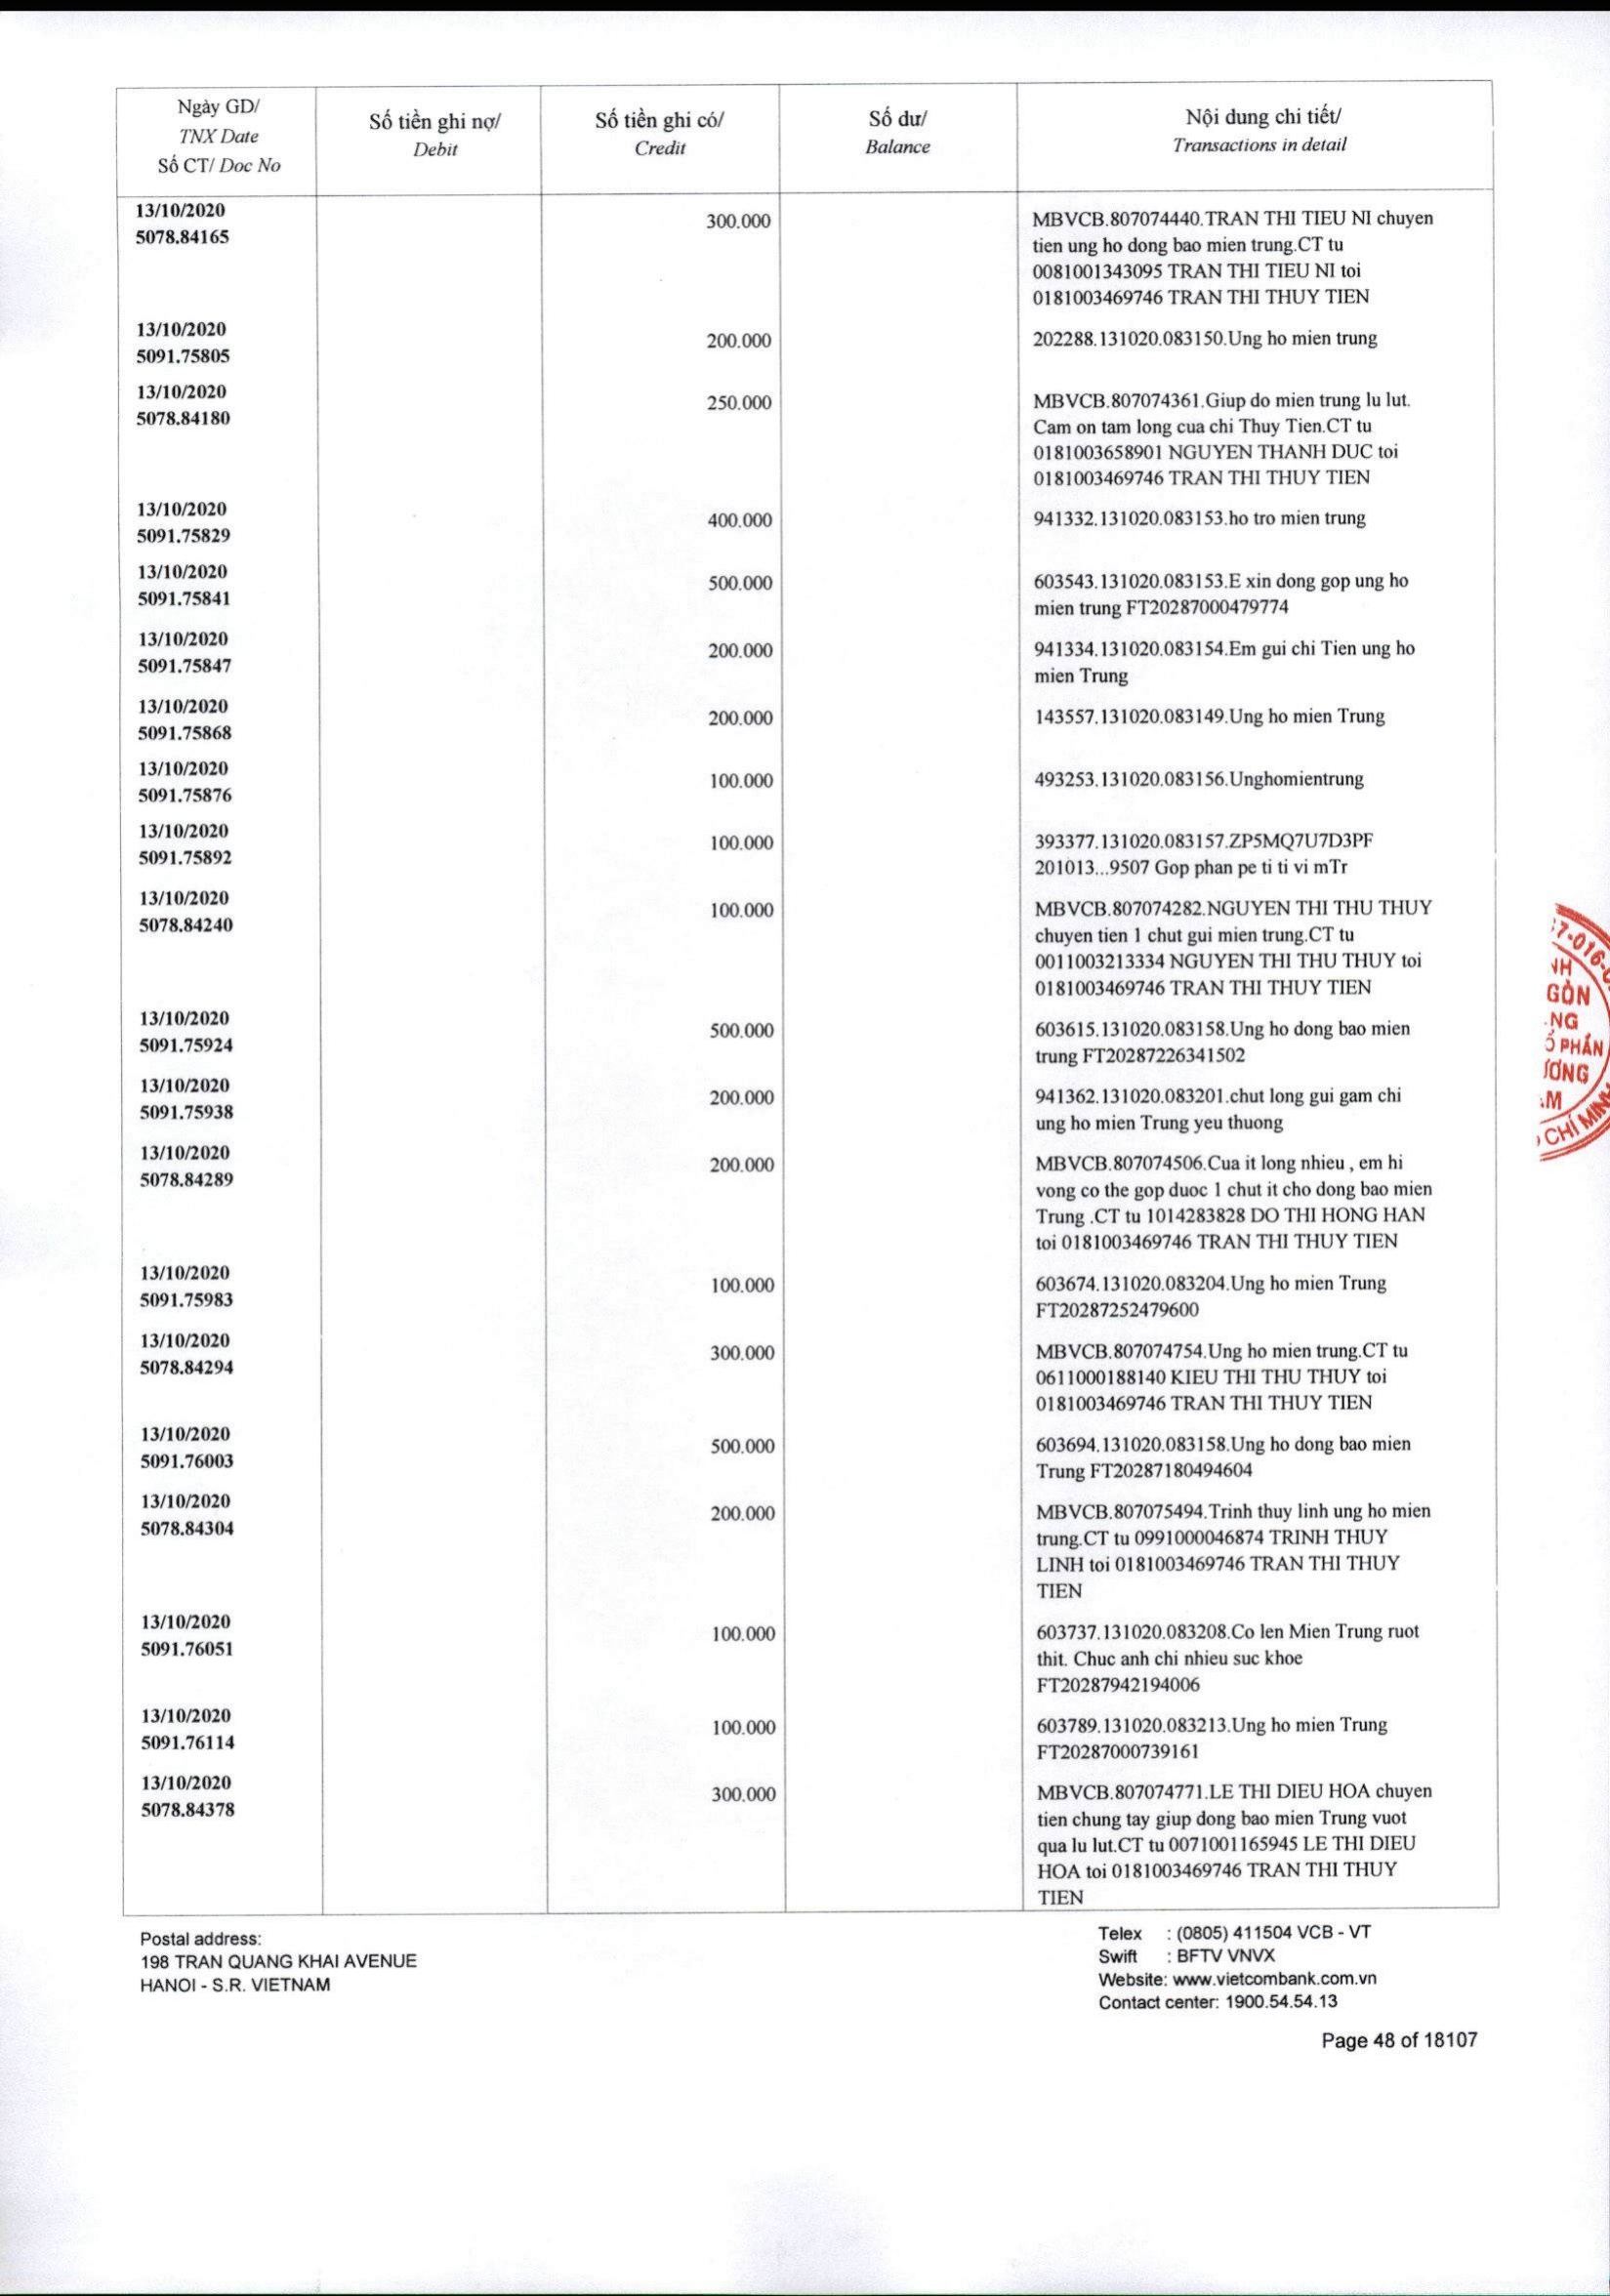 Ngày GD/
TNX Date
Số CT/ Doc No
Số tiền ghi nợ/
Debit
Số tiền ghi có/
Credit
Số dư/
Balance
Nội dung chi tiết/
Transactions in detail
13/10/2020
5078.84165
300.000
MBVCB.807074440.TRAN THI TIEU NI chuyen
tien ung ho dong bao mien trung.CT tu
0081001343095 TRAN THI TIEU NI toi
0181003469746 TRAN THI THUY TIEN
13/10/2020
5091.75805
200.000
202288.131020.083150.Ung ho mien trung
13/10/2020
5078.84180
250.000
MBVCB.807074361.Giup do mien trung lu lut.
Cam on tam long cua chi Thuy Tien.CT tu
0181003658901 NGUYEN THANH DUC toi
0181003469746 TRAN THI THUY TIEN
13/10/2020
5091.75829
400.000
941332.131020.083153.ho tro mien trung
13/10/2020
5091.75841
500.000
603543.131020.083153.E xin dong gop ung ho
mien trung FT20287000479774
13/10/2020
5091.75847
200.000
941334.131020.083154.Em gui chi Tien ung ho
mien Trung
13/10/2020
5091.75868
200.000
143557.131020.083149.Ung ho mien Trung
13/10/2020
5091.75876
100.000
493253.131020.083156.Unghomientrung
13/10/2020
5091.75892
100.000
393377.131020.083157.ZP5MQ7U7D3PF
201013...9507 Gop phan pe ti ti vi mTr
13/10/2020
5078.84240
100.000
MBVCB.807074282.NGUYEN THI THU THUY
chuyen tien 1 chut gui mien trung.CT tu
0011003213334 NGUYEN THI THU THUY toi
0181003469746 TRAN THI THUY TIEN
13/10/2020
5091.75924
500.000
603615.131020.083158.Ung ho dong bao mien
trung FT20287226341502
13/10/2020
5091.75938
200.000
941362.131020.083201.chut long gui gam chi
ung ho mien Trung yeu thuong
13/10/2020
5078.84289
200.000
MBVCB.807074506.Cua it long nhieu , em hi
vong co the gop duoc 1 chut it cho dong bao mien
Trung .CT tu 1014283828 DO THI HONG HAN
toi 0181003469746 TRAN THI THUY TIEN
13/10/2020
5091.75983
100.000
603674.131020.083204.Ung ho mien Trung
FT20287252479600
13/10/2020
5078.84294
300.000
MBVCB.807074754.Ung ho mien trung.CT tu
0611000188140 KIEU THI THU THUY toi
0181003469746 TRAN THI THUY TIEN
13/10/2020
5091.76003
500.000
603694.131020.083158.Ung ho dong bao mien
Trung FT20287180494604
13/10/2020
5078.84304
200.000
MBVCB.807075494.Trinh thuy linh ung ho mien
trung.CT tu 0991000046874 TRINH THUY
LINH toi 0181003469746 TRAN THI THUY
TIEN
13/10/2020
5091.76051
100.000
603737.131020.083208.Co len Mien Trung ruot
thit. Chuc anh chi nhieu suc khoe
FT20287942194006
13/10/2020
5091.76114
100.000
603789.131020.083213.Ung ho mien Trung
FT20287000739161
13/10/2020
5078.84378
300.000
MBVCB.807074771.LE THI DIEU HOA chuyen
tien chung tay giup dong bao mien Trung vuot
qua lu lut.CT tu 0071001165945 LE THI DIEU
HOA toi 0181003469746 TRAN THI THUY
TIEN
GÒN
PHẦN
CHÍ MINH
Postal address:
198 TRAN QUANG KHAI AVENUE
HANOI - S.R. VIETNAM
Telex : (0805) 411504 VCB - VT
Swift : BFTV VNVX
Website: www.vietcombank.com.vn
Contact center: 1900.54.54.13
Page 48 of 18107